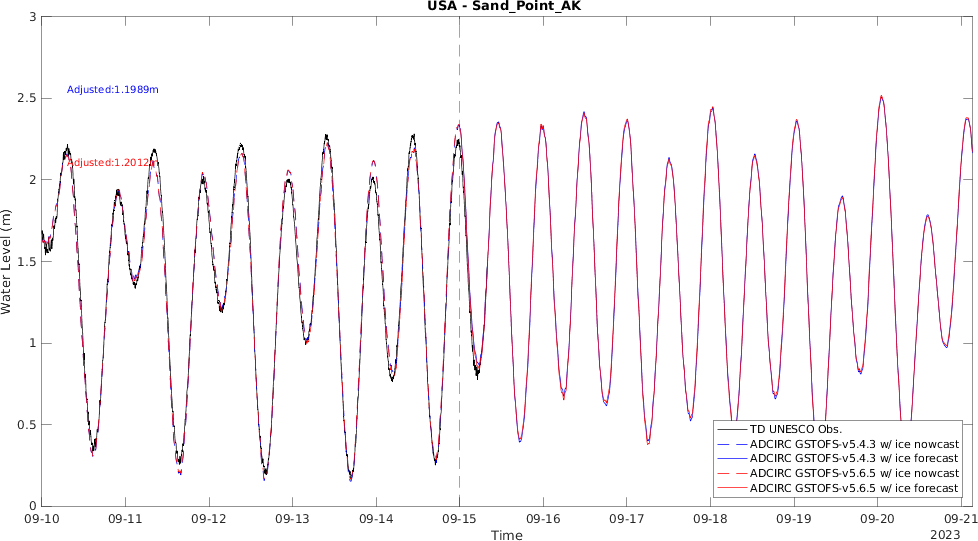 USA - Sand_Point_AK
3
2.5
2
1.5
1
0.5
0
Water Level (m)
Adjusted:1.1989m
Adjusted:1.2012m
TD UNESCO Obs.
ADCIRC GSTOFS-v5.4.3 w/ ice nowcast
ADCIRC GSTOFS-v5.4.3 w/ ice forecast
ADCIRC GSTOFS-v5.6.5 w/ ice nowcast
ADCIRC GSTOFS-v5.6.5 w/ ice forecast
09-10 09-11 09-12 09-13 09-14 09-15 09-16 09-17 09-18 09-19 09-20 09-21
Time
2023